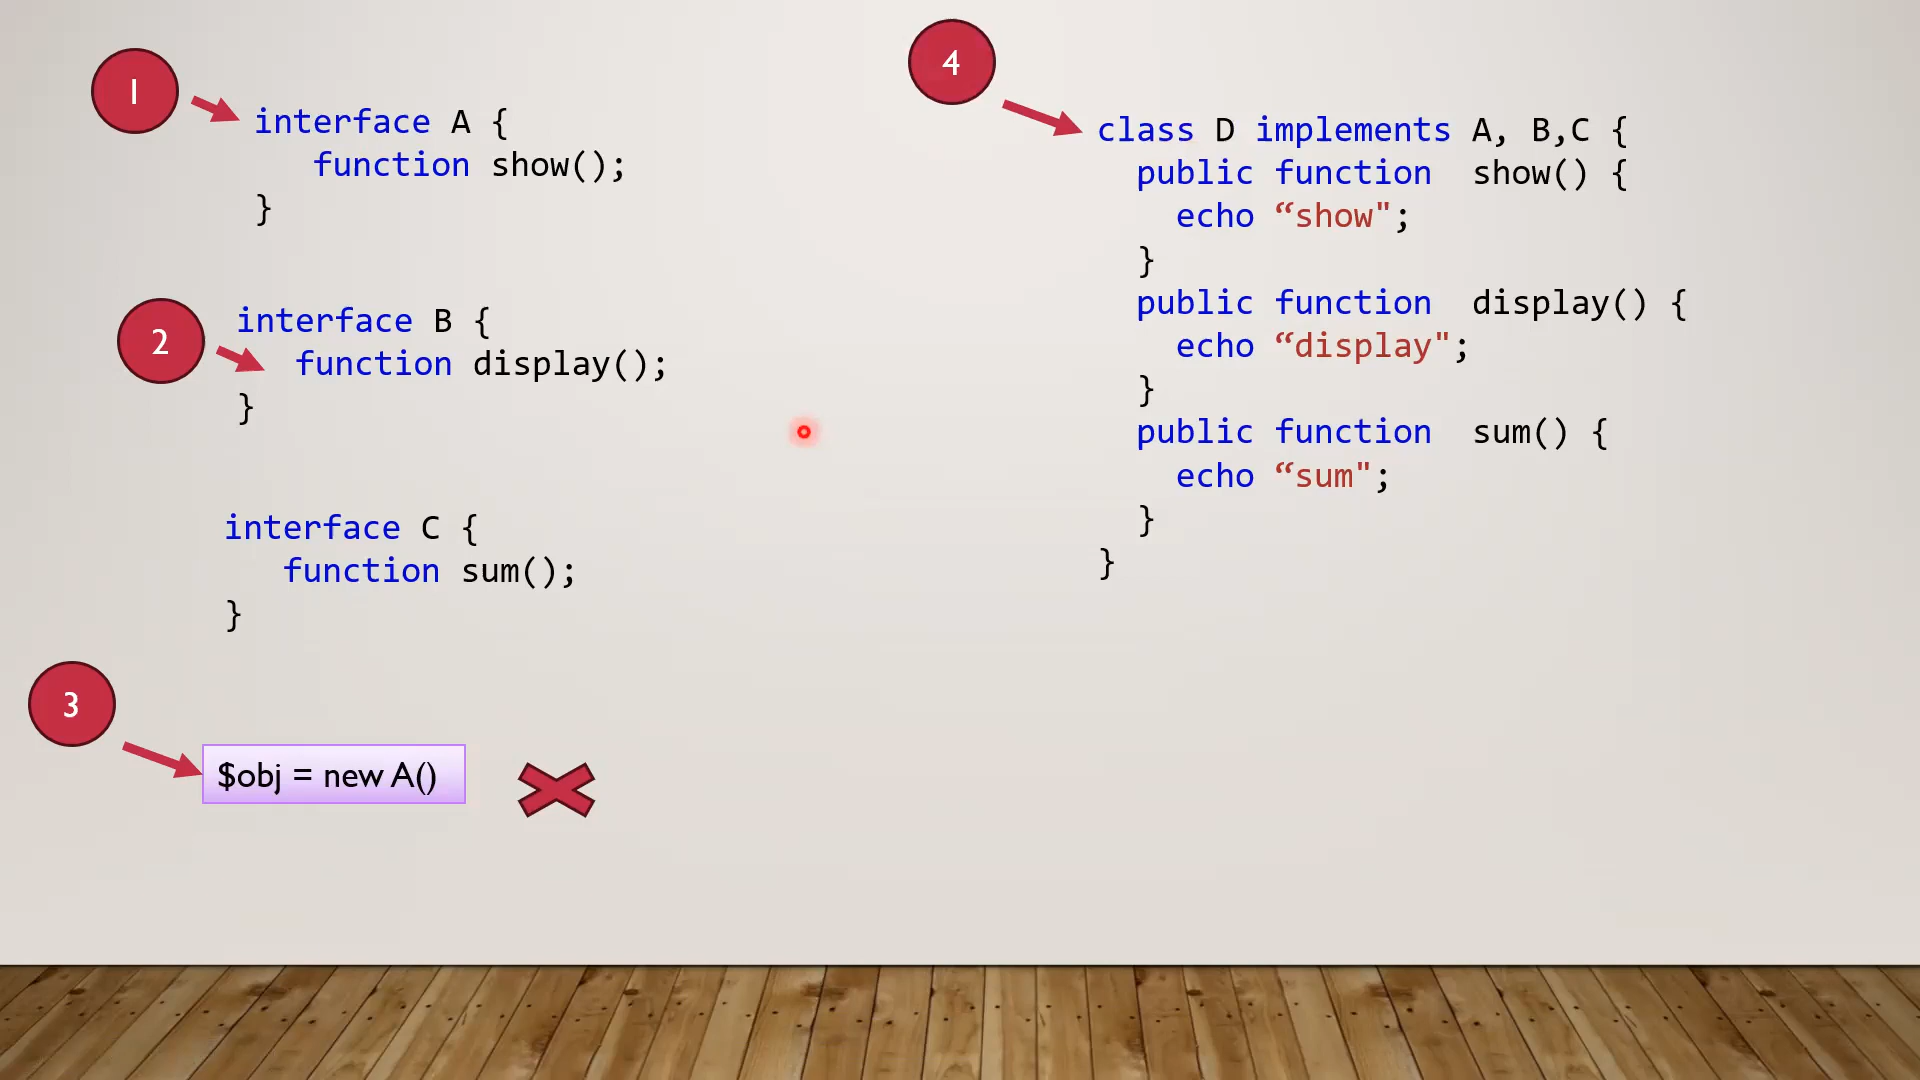 1
interface A {
function show();
}
2
interface B {
function display();
}
interface C {
function sum();
}
3
$obj = new A()
4
class D implements A, B,C {
public function  show() {
echo “show";
}
public function  display() {
echo “display";
}
public function  sum() {
echo “sum";
}
}